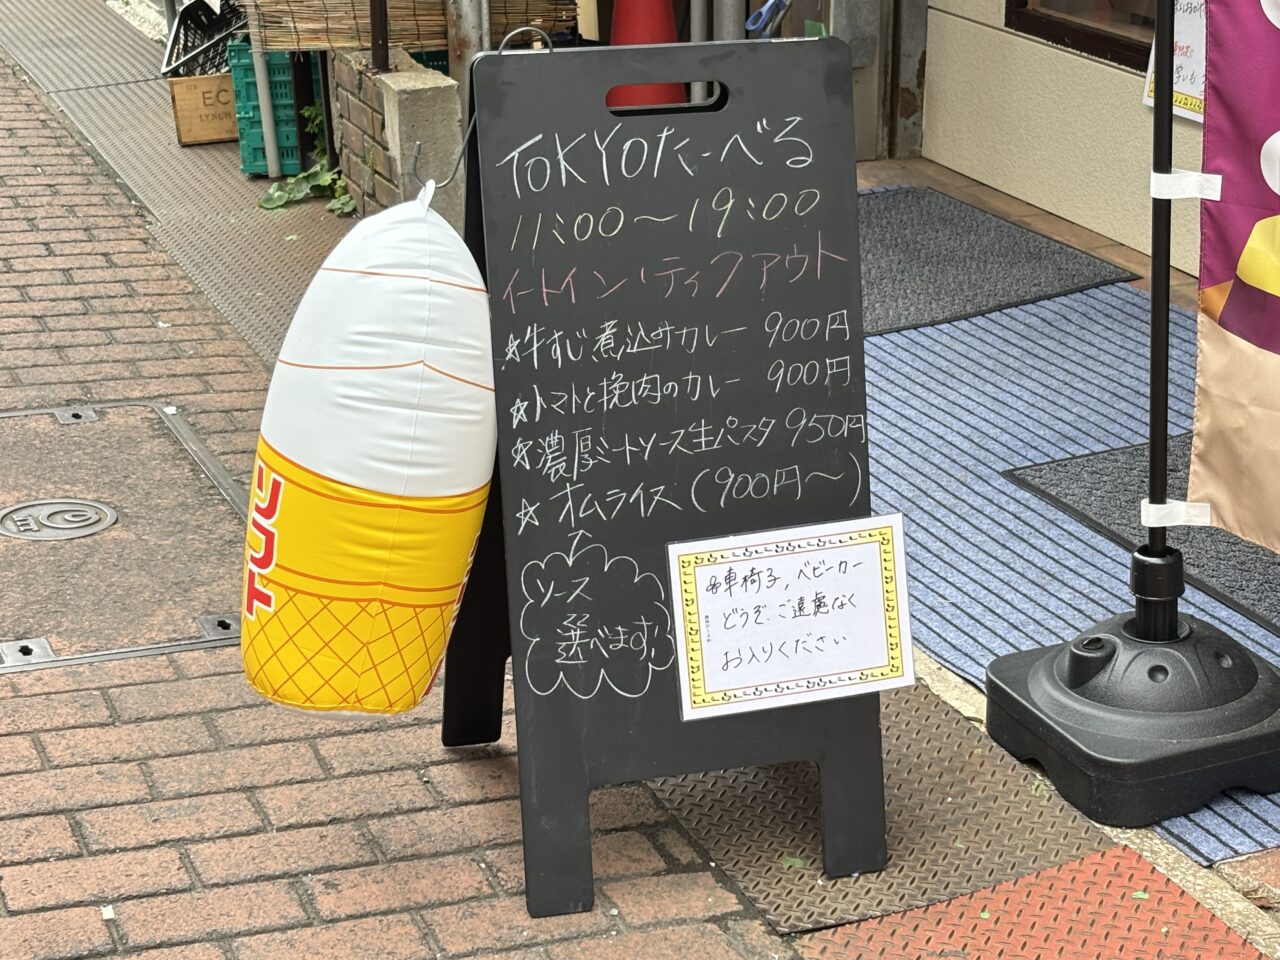 TOKYOたーべる
11:00〜19:00
イートイン・ティクアウト
☆牛すじ煮込みカレー 900円
☆トマトと挽肉のカレー 900円
☆濃厚ミートソース生パスタ 950円
☆オムライス(900円〜)
ソース
選べます!
車椅子、ベビーカー
どうぞ、ご遠慮なく
お入りください
ソフト
EC
LYNCH